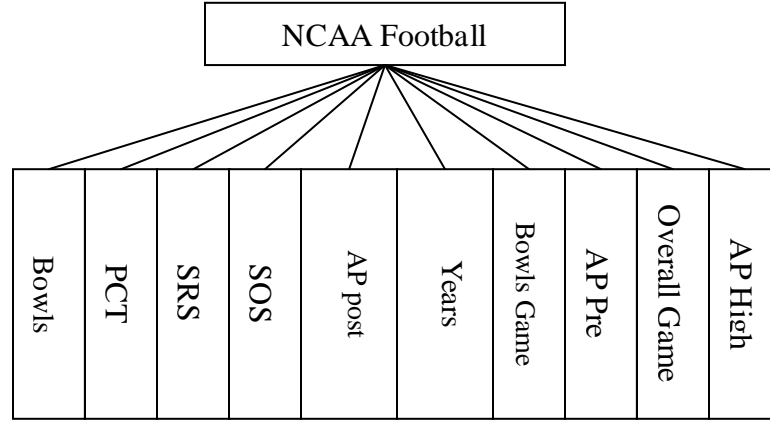 NCAA Football
Bowls
PCT
SRS
SOS
AP post
Years
Bowls Game
AP Pre
Overall Game
AP High